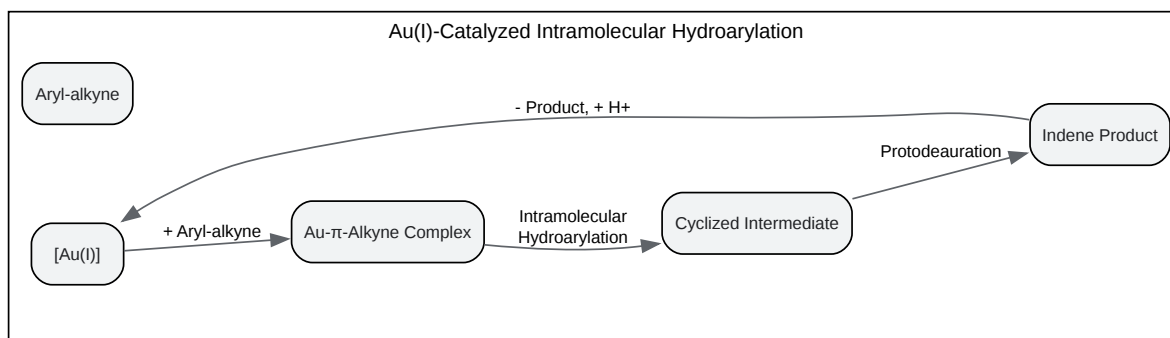 Au(I)-Catalyzed Intramolecular Hydroarylation
Aryl-alkyne
- Product, + H+
Indene Product
Protodeauration
+ Aryl-alkyne
Au-π-Alkyne Complex
Intramolecular
Hydroarylation
Cyclized Intermediate
[Au(I)]